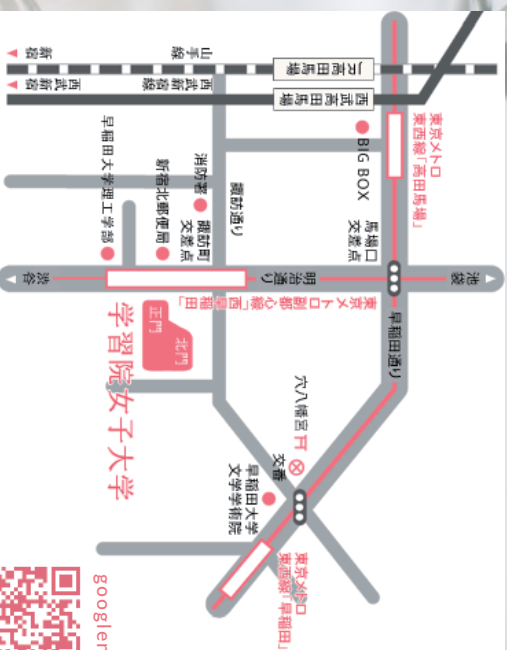 新宿
山手線
JR高田馬場
西武新宿
西武新宿線
西武高田馬場
東京メトロ
東西線「高田馬場」
BIG BOX
馬場口
交差点
諏訪通り
消防署
諏訪町
交差点
新宿北郵便局
早稲田大学理工学部
渋谷
明治通り
池袋
東京メトロ副都心線「西早稲田」
早稲田通り
正門
北門
学習院女子大学
穴八幡宮
交番
早稲田大学
文学学術院
東京メトロ
東西線「早稲田」
googler